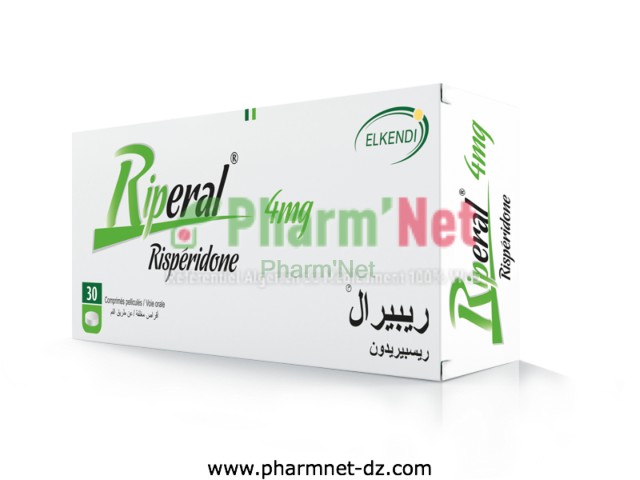 Riperal®
4mg
Rispéridone
ELKENDI
Pharm'Net
Pharm'Net
30
Comprimés pelliculés / Voie orale
أقراص مغلفة / عن طريق الفم
ريبيرال
ريسبيريدون
Riperal® 4mg
Rispéridone
www.pharmnet-dz.com